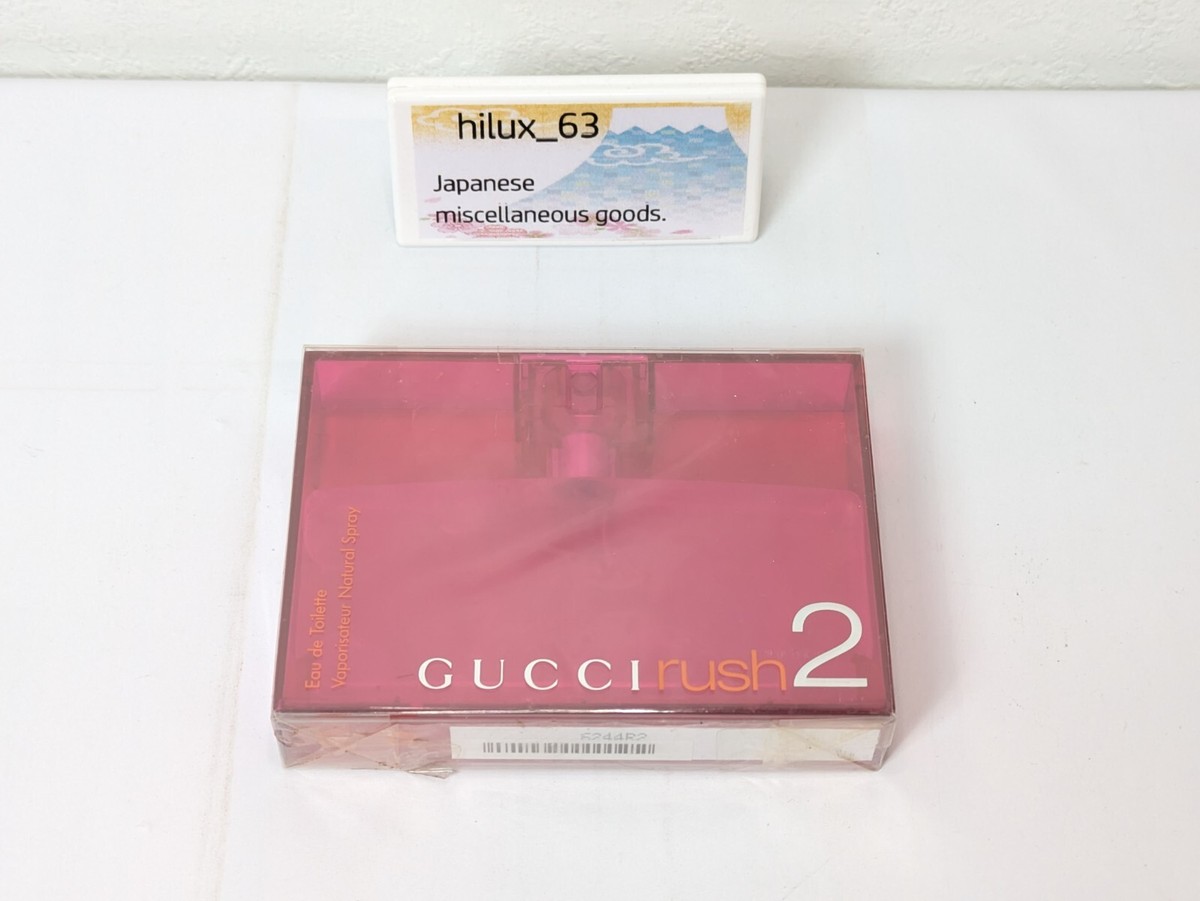 hilux_63
Japanese
miscellaneous goods.
Eau de Toilette
Vaporisateur Natural Spray
GUCCI rush 2